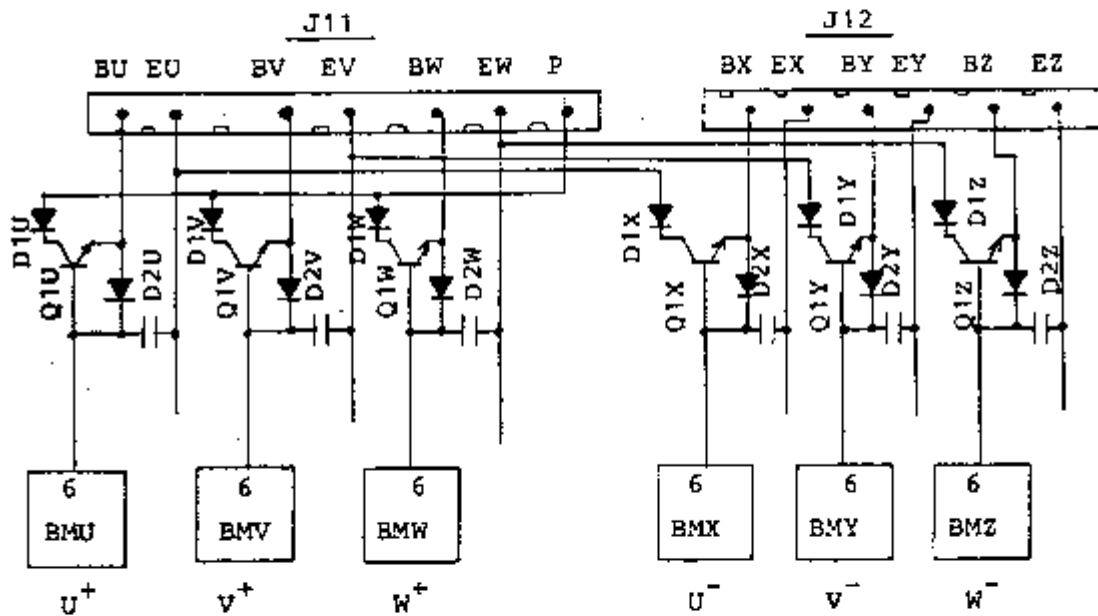 J11 J12
BU EU BV EV BW EW P BX EX BY EY BZ EZ
D1U Q1U D2U D1V Q1V D2V D1W Q1W D2W D1X Q1X D2X D1Y Q1Y D2Y D1Z Q1Z D2Z
6 6 6 6 6 6
BMU BMV BMW BMX BMY BMZ
U+ V+ W+ U- V- W-